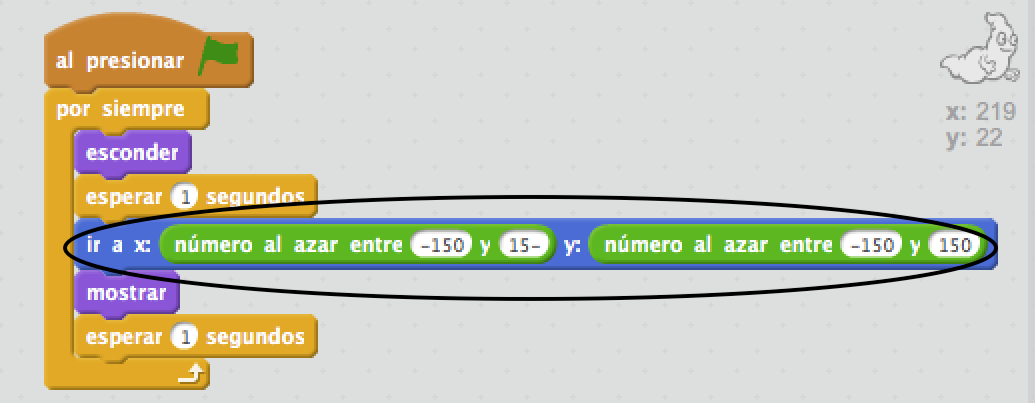 al presionar
x: 219
y: 22
por siempre
esconder
esperar 1 segundos
ir a x: número al azar entre -150 y 15- y: número al azar entre -150 y 150
mostrar
esperar 1 segundos